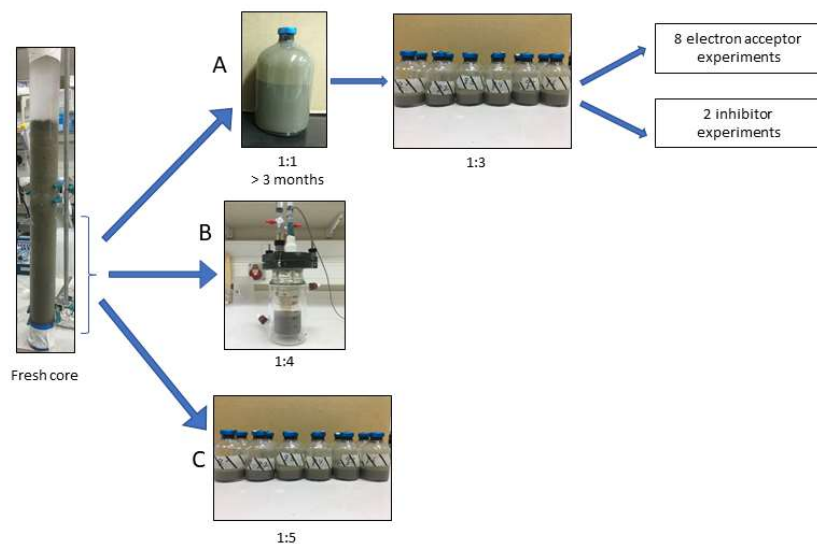 A
8 electron acceptor
experiments
2 inhibitor
experiments
1:1
> 3 months
1:3
B
1:4
Fresh core
C
1:5